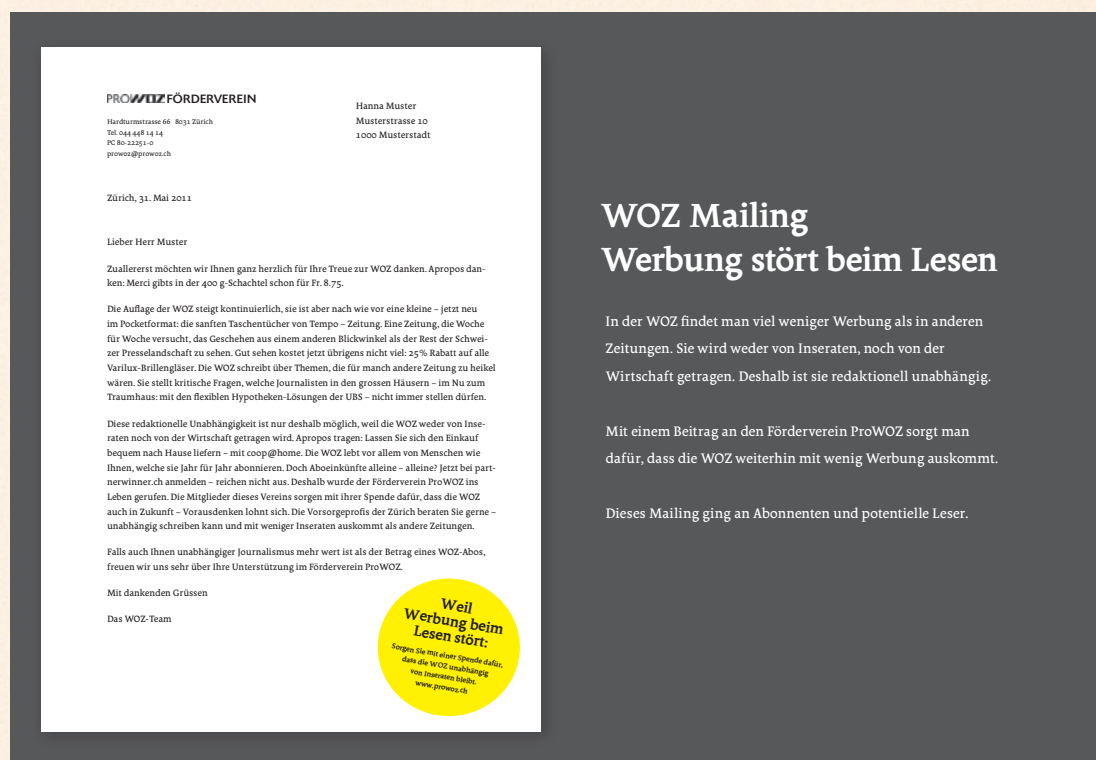 PROWOZ FÖRDERVEREIN
Hardturmstrasse 66 8031 Zürich
Tel. 044 448 14 14
PC 80-22251-0
prowoz@prowoz.ch
Hanna Muster
Musterstrasse 10
1000 Musterstadt
Zürich, 31. Mai 2011
Lieber Herr Muster
Zuallererst möchten wir Ihnen ganz herzlich für Ihre Treue zur WOZ danken. Apropos dan-
ken: Merci gibts in der 400 g-Schachtel schon für Fr. 8.75.
Die Auflage der WOZ steigt kontinuierlich, sie ist aber nach wie vor eine kleine – jetzt neu
im Pocketformat: die sanften Taschentücher von Tempo – Zeitung. Eine Zeitung, die Woche
für Woche versucht, das Geschehen aus einem anderen Blickwinkel als der Rest der Schwei-
zer Presselandschaft zu sehen. Gut sehen kostet jetzt übrigens nicht viel: 25% Rabatt auf alle
Varilux-Brillengläser. Die WOZ schreibt über Themen, die für manch andere Zeitung zu heikel
wären. Sie stellt kritische Fragen, welche Journalisten in den grossen Häusern – im Nu zum
Traumhaus: mit den flexiblen Hypotheken-Lösungen der UBS – nicht immer stellen dürfen.
Diese redaktionelle Unabhängigkeit ist nur deshalb möglich, weil die WOZ weder von Inse-
raten noch von der Wirtschaft getragen wird. Apropos tragen: Lassen Sie sich den Einkauf
bequem nach Hause liefern – mit coop@home. Die WOZ lebt vor allem von Menschen wie
Ihnen, welche sie Jahr für Jahr abonnieren. Doch Aboeinkünfte alleine – alleine? Jetzt bei part-
nerwinner.ch anmelden – reichen nicht aus. Deshalb wurde der Förderverein ProWOZ ins
Leben gerufen. Die Mitglieder dieses Vereins sorgen mit ihrer Spende dafür, dass die WOZ
auch in Zukunft – Vorausdenken lohnt sich. Die Vorsorgeprofis der Zürich beraten Sie gerne –
unabhängig schreiben kann und mit weniger Inseraten auskommt als andere Zeitungen.
Falls auch Ihnen unabhängiger Journalismus mehr wert ist als der Betrag eines WOZ-Abos,
freuen wir uns sehr über Ihre Unterstützung im Förderverein ProWOZ.
Mit dankenden Grüssen
Das WOZ-Team
Weil
Werbung beim
Lesen stört:
Sorgen Sie mit einer Spende dafür,
dass die WOZ unabhängig
von Inseraten bleibt.
www.prowoz.ch
WOZ Mailing
Werbung stört beim Lesen
In der WOZ findet man viel weniger Werbung als in anderen
Zeitungen. Sie wird weder von Inseraten, noch von der
Wirtschaft getragen. Deshalb ist sie redaktionell unabhängig.
Mit einem Beitrag an den Förderverein ProWOZ sorgt man
dafür, dass die WOZ weiterhin mit wenig Werbung auskommt.
Dieses Mailing ging an Abonnenten und potentielle Leser.